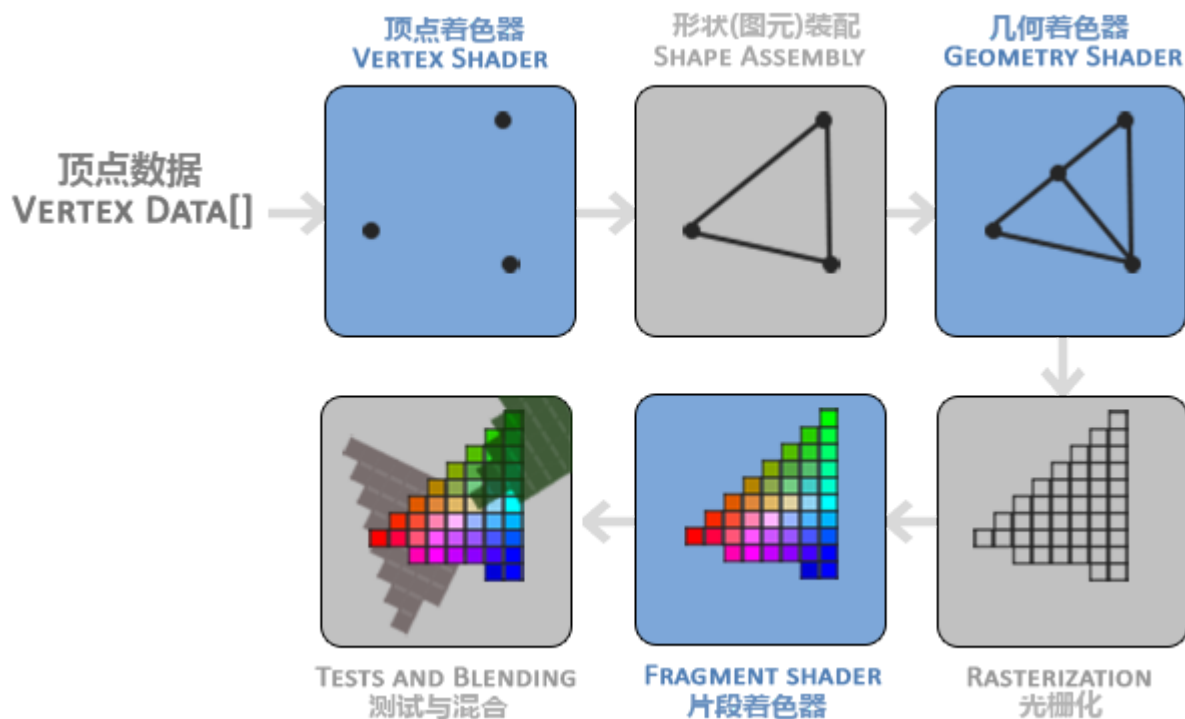 顶点着色器
VERTEX SHADER
形状(图元)装配
SHAPE ASSEMBLY
几何着色器
GEOMETRY SHADER
顶点数据
VERTEX DATA[]
TESTS AND BLENDING
测试与混合
FRAGMENT SHADER
片段着色器
RASTERIZATION
光栅化